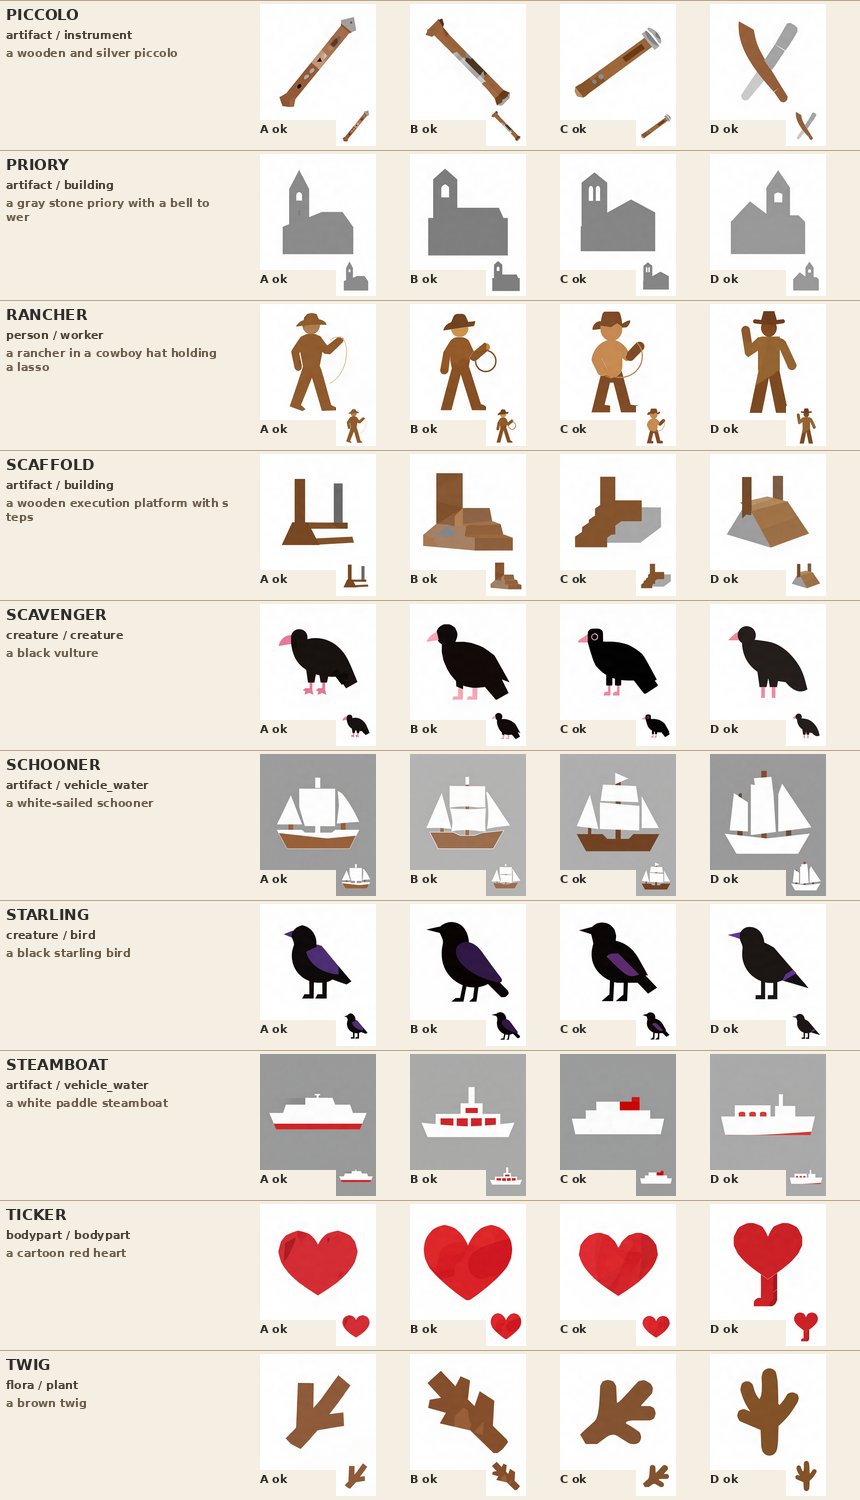 PICCOLO
artifact / instrument
a wooden and silver piccolo
A ok
B ok
C ok
D ok
PRIORY
artifact / building
a gray stone priory with a bell to
wer
A ok
B ok
C ok
D ok
RANCHER
person / worker
a rancher in a cowboy hat holding
a lasso
A ok
B ok
C ok
D ok
SCAFFOLD
artifact / building
a wooden execution platform with s
teps
A ok
B ok
C ok
D ok
SCAVENGER
creature / creature
a black vulture
A ok
B ok
C ok
D ok
SCHOONER
artifact / vehicle_water
a white-sailed schooner
A ok
B ok
C ok
D ok
STARLING
creature / bird
a black starling bird
A ok
B ok
C ok
D ok
STEAMBOAT
artifact / vehicle_water
a white paddle steamboat
A ok
B ok
C ok
D ok
TICKER
bodypart / bodypart
a cartoon red heart
A ok
B ok
C ok
D ok
TWIG
flora / plant
a brown twig
A ok
B ok
C ok
D ok